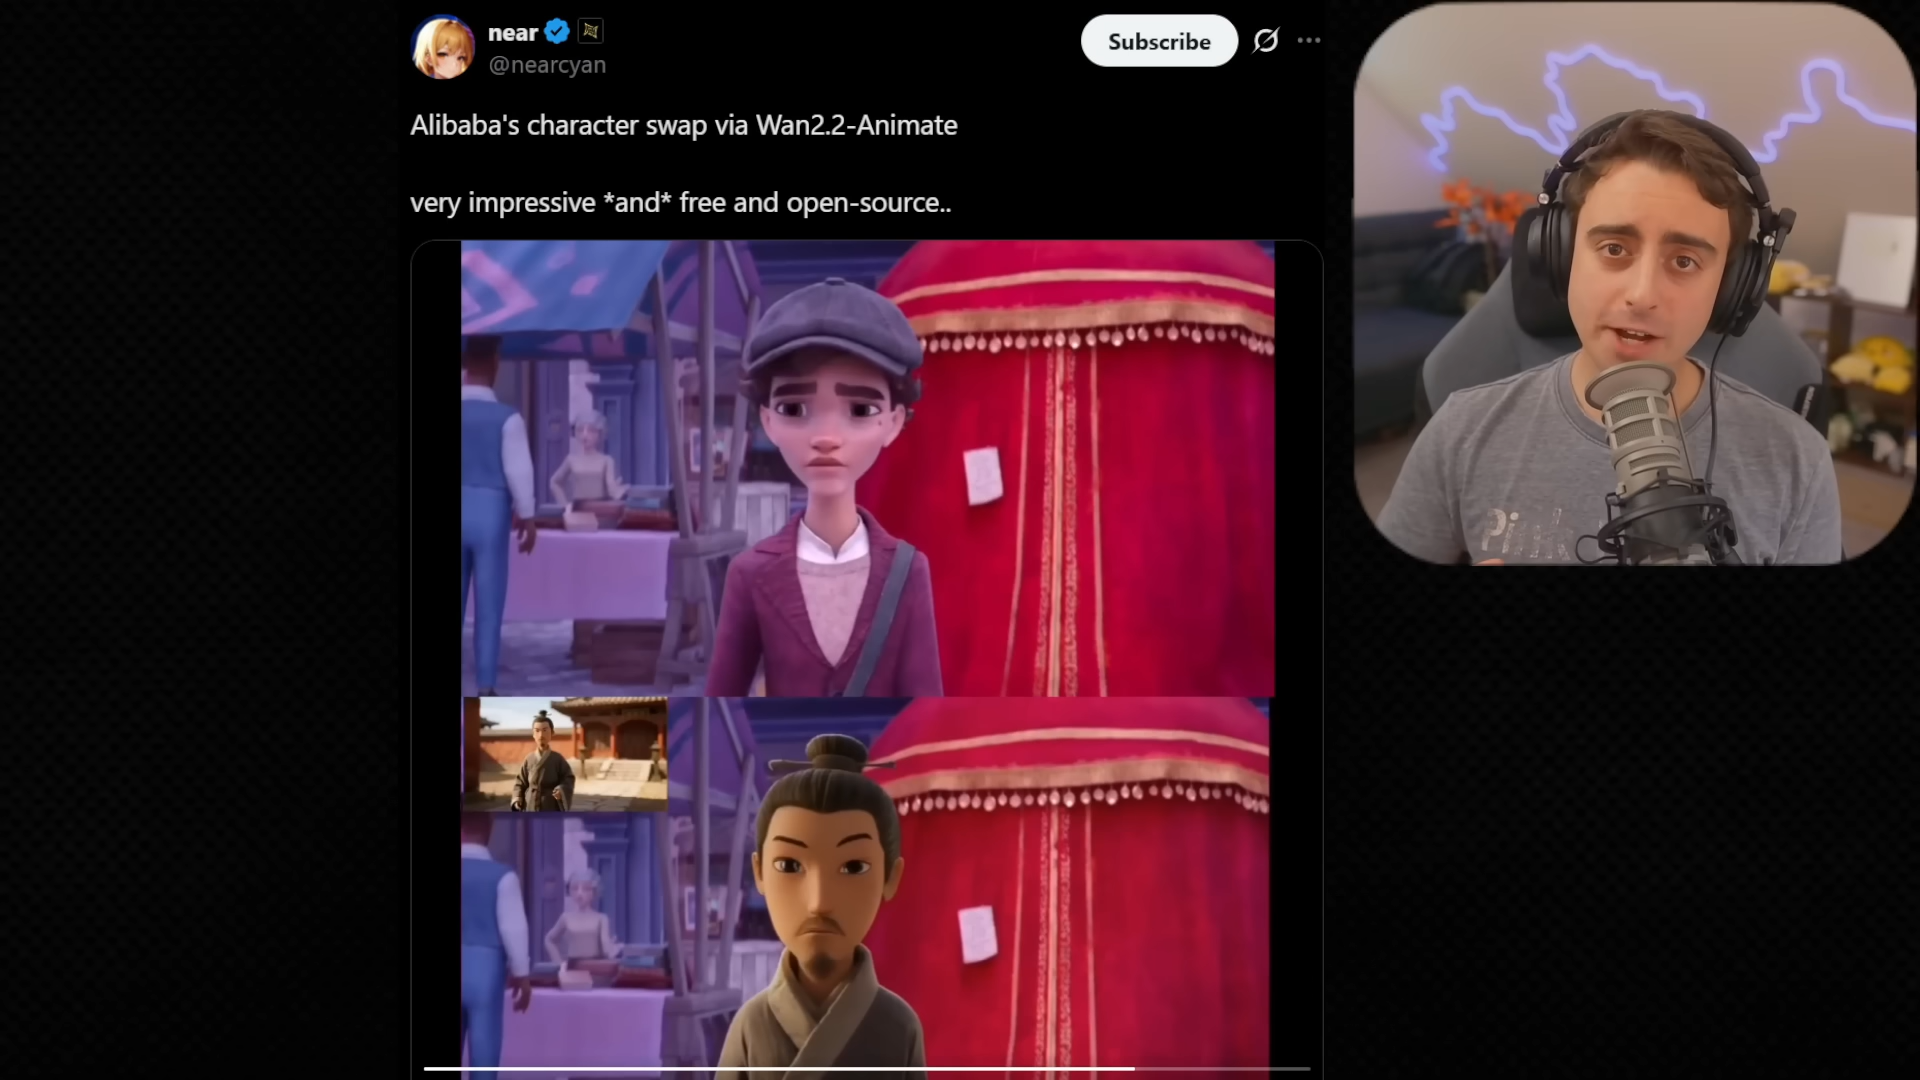 near
@nearcyan
Subscribe
Alibaba's character swap via Wan2.2-Animate
very impressive *and* free and open-source..